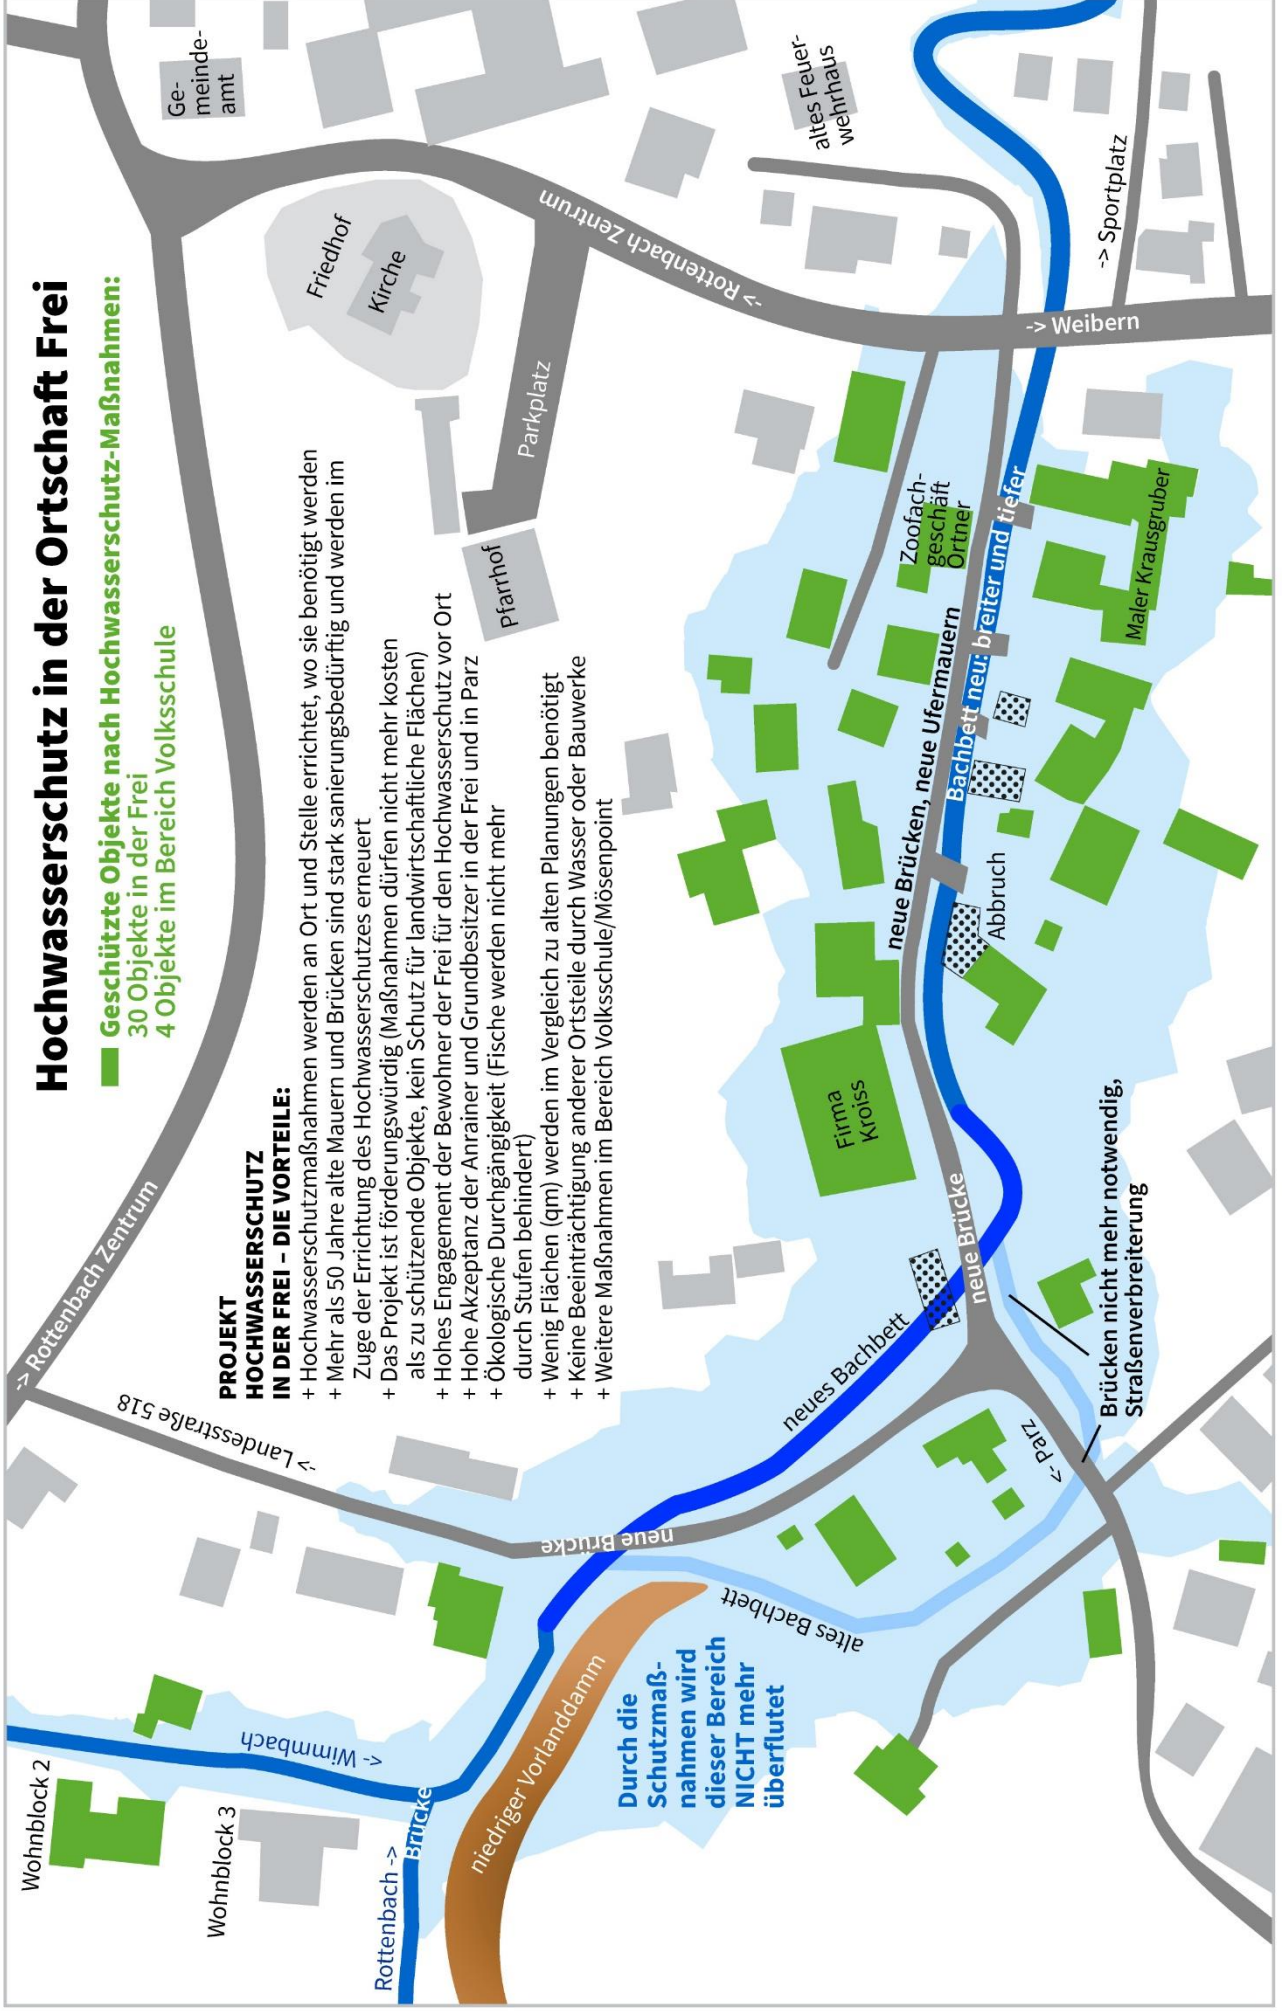 Hochwasserschutz in der Ortschaft Frei
Geschützte Objekte nach Hochwasserschutz-Maßnahmen:
30 Objekte in der Frei
4 Objekte im Bereich Volksschule
-> Rottenbach Zentrum
-> Landesstraße 518
PROJEKT
HOCHWASSERSCHUTZ
IN DER FREI – DIE VORTEILE:
+ Hochwasserschutzmaßnahmen werden an Ort und Stelle errichtet, wo sie benötigt werden
+ Mehr als 50 Jahre alte Mauern und Brücken sind stark sanierungsbedürftig und werden im
Zuge der Errichtung des Hochwasserschutzes erneuert
+ Das Projekt ist förderungswürdig (Maßnahmen dürfen nicht mehr kosten
als zu schützende Objekte, kein Schutz für landwirtschaftliche Flächen)
+ Hohes Engagement der Bewohner der Frei für den Hochwasserschutz vor Ort
+ Hohe Akzeptanz der Anrainer und Grundbesitzer in der Frei und in Parz
+ Ökologische Durchgängigkeit (Fische werden nicht mehr
durch Stufen behindert)
+ Wenig Flächen (qm) werden im Vergleich zu alten Planungen benötigt
+ Keine Beeinträchtigung anderer Ortsteile durch Wasser oder Bauwerke
+ Weitere Maßnahmen im Bereich Volksschule/Mösenpoint
Ge-
meinde-
amt
Friedhof
Kirche
Parkplatz
Pfarrhof
-> Rottenbach Zentrum
altes Feuer-
wehrhaus
-> Sportplatz
-> Weibern
Wohnblock 2
Wohnblock 3
<- Wimmbach
Rottenbach ->
Brücke
niedriger Vorlanddamm
neue Brücke
Durch die
Schutzmaß-
nahmen wird
dieser Bereich
NICHT mehr
überflutet
altes Bachbett
neues Bachbett
<- Parz
neue Brücke
Firma
Kroiss
neue Brücken, neue Ufermauern
Bachbett neu: breiter und tiefer
Zoofach-
geschäft
Ortner
Abbruch
Maler Krausgruber
Brücken nicht mehr notwendig,
Straßenverbreiterung